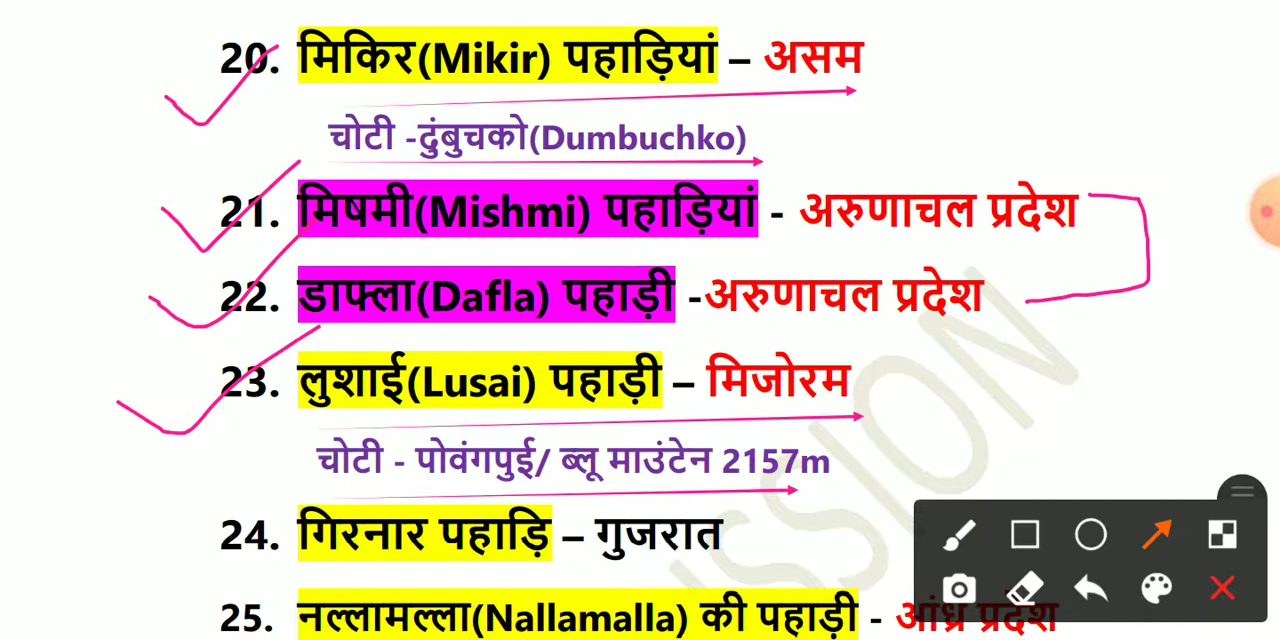 20. मिकिर(Mikir) पहाड़ियां – असम
चोटी -दुंबुचको(Dumbuchko)
21. मिषमी(Mishmi) पहाड़ियां - अरुणाचल प्रदेश
22. डाफ्ला(Dafla) पहाड़ी -अरुणाचल प्रदेश
23. लुशाई(Lusai) पहाड़ी – मिजोरम
चोटी - पोवंगपुई/ ब्लू माउंटेन 2157m
24. गिरनार पहाड़ि – गुजरात
25. नल्लामल्ला(Nallamalla) की पहाड़ी - आंध्र प्रदेश
SSION